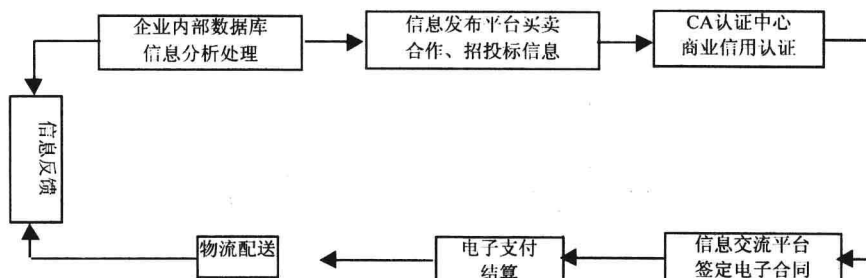 企业内部数据库
信息分析处理
信息发布平台买卖
合作、招投标信息
CA认证中心
商业信用认证
信息反馈
物流配送
电子支付
结算
信息交流平台
签定电子合同